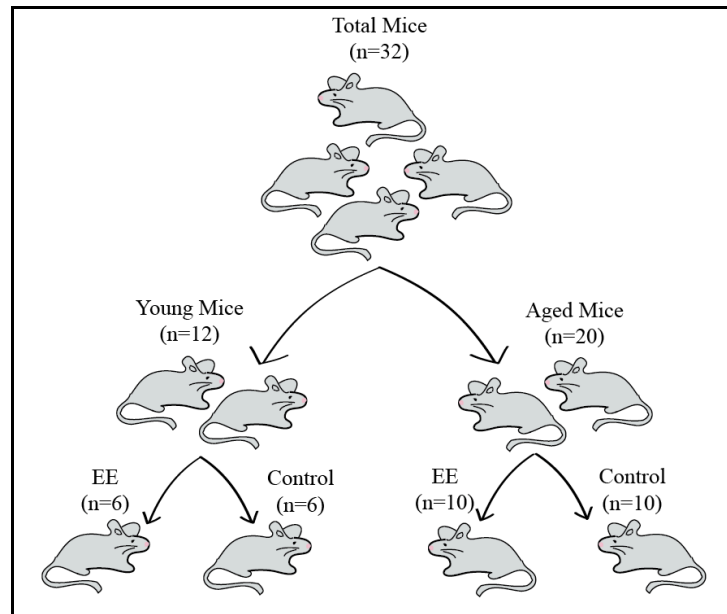 Total Mice
(n=32)
Young Mice
(n=12)
Aged Mice
(n=20)
EE
(n=6)
Control
(n=6)
EE
(n=10)
Control
(n=10)